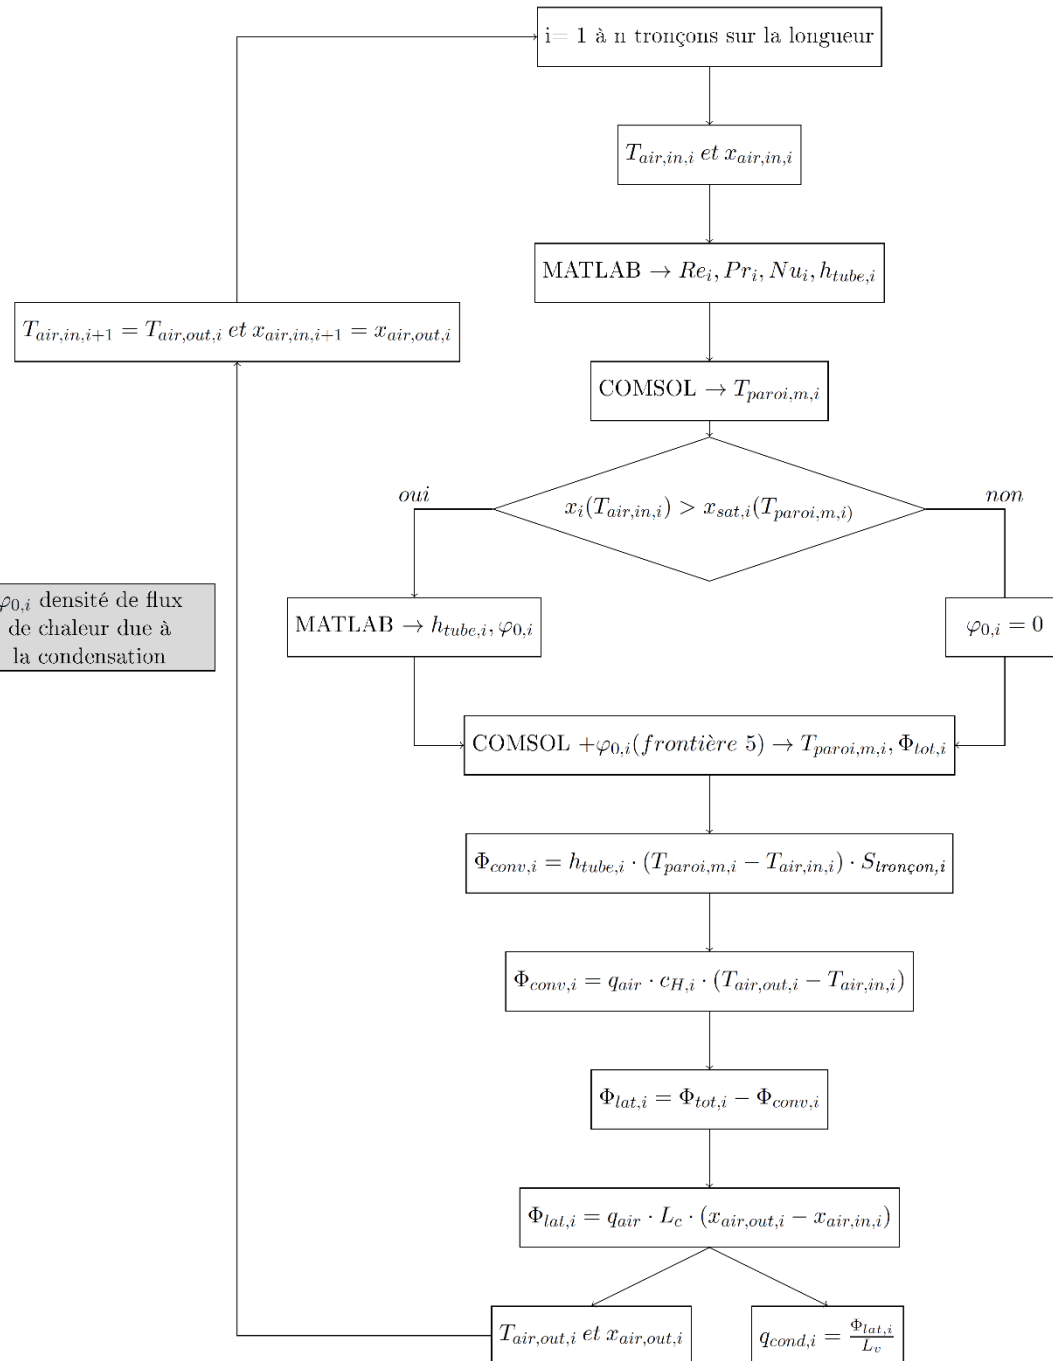 i= 1 à n tronçons sur la longueur
T_{air,in,i} et x_{air,in,i}
MATLAB → Re_i, Pr_i, Nu_i, h_{tube,i}
T_{air,in,i+1} = T_{air,out,i} et x_{air,in,i+1} = x_{air,out,i}
COMSOL → T_{paroi,m,i}
oui
non
x_i(T_{air,in,i}) > x_{sat,i}(T_{paroi,m,i})
φ_{0,i} densité de flux
de chaleur due à
la condensation
MATLAB → h_{tube,i}, φ_{0,i}
φ_{0,i} = 0
COMSOL +φ_{0,i}(frontière 5) → T_{paroi,m,i}, Φ_{tot,i}
Φ_{conv,i} = h_{tube,i} · (T_{paroi,m,i} − T_{air,in,i}) · S_{tronçon,i}
Φ_{conv,i} = q_{air} · c_{H,i} · (T_{air,out,i} − T_{air,in,i})
Φ_{lat,i} = Φ_{tot,i} − Φ_{conv,i}
Φ_{lat,i} = q_{air} · L_c · (x_{air,out,i} − x_{air,in,i})
T_{air,out,i} et x_{air,out,i}
q_{cond,i} = \frac{Φ_{lat,i}}{L_v}